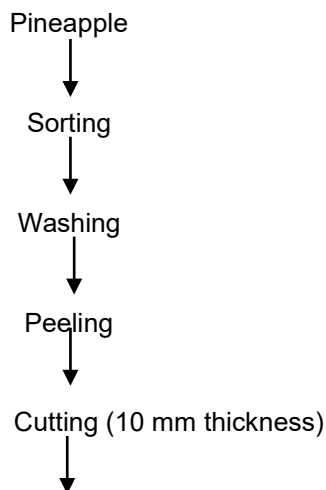 Pineapple
Sorting
Washing
Peeling
Cutting (10 mm thickness)